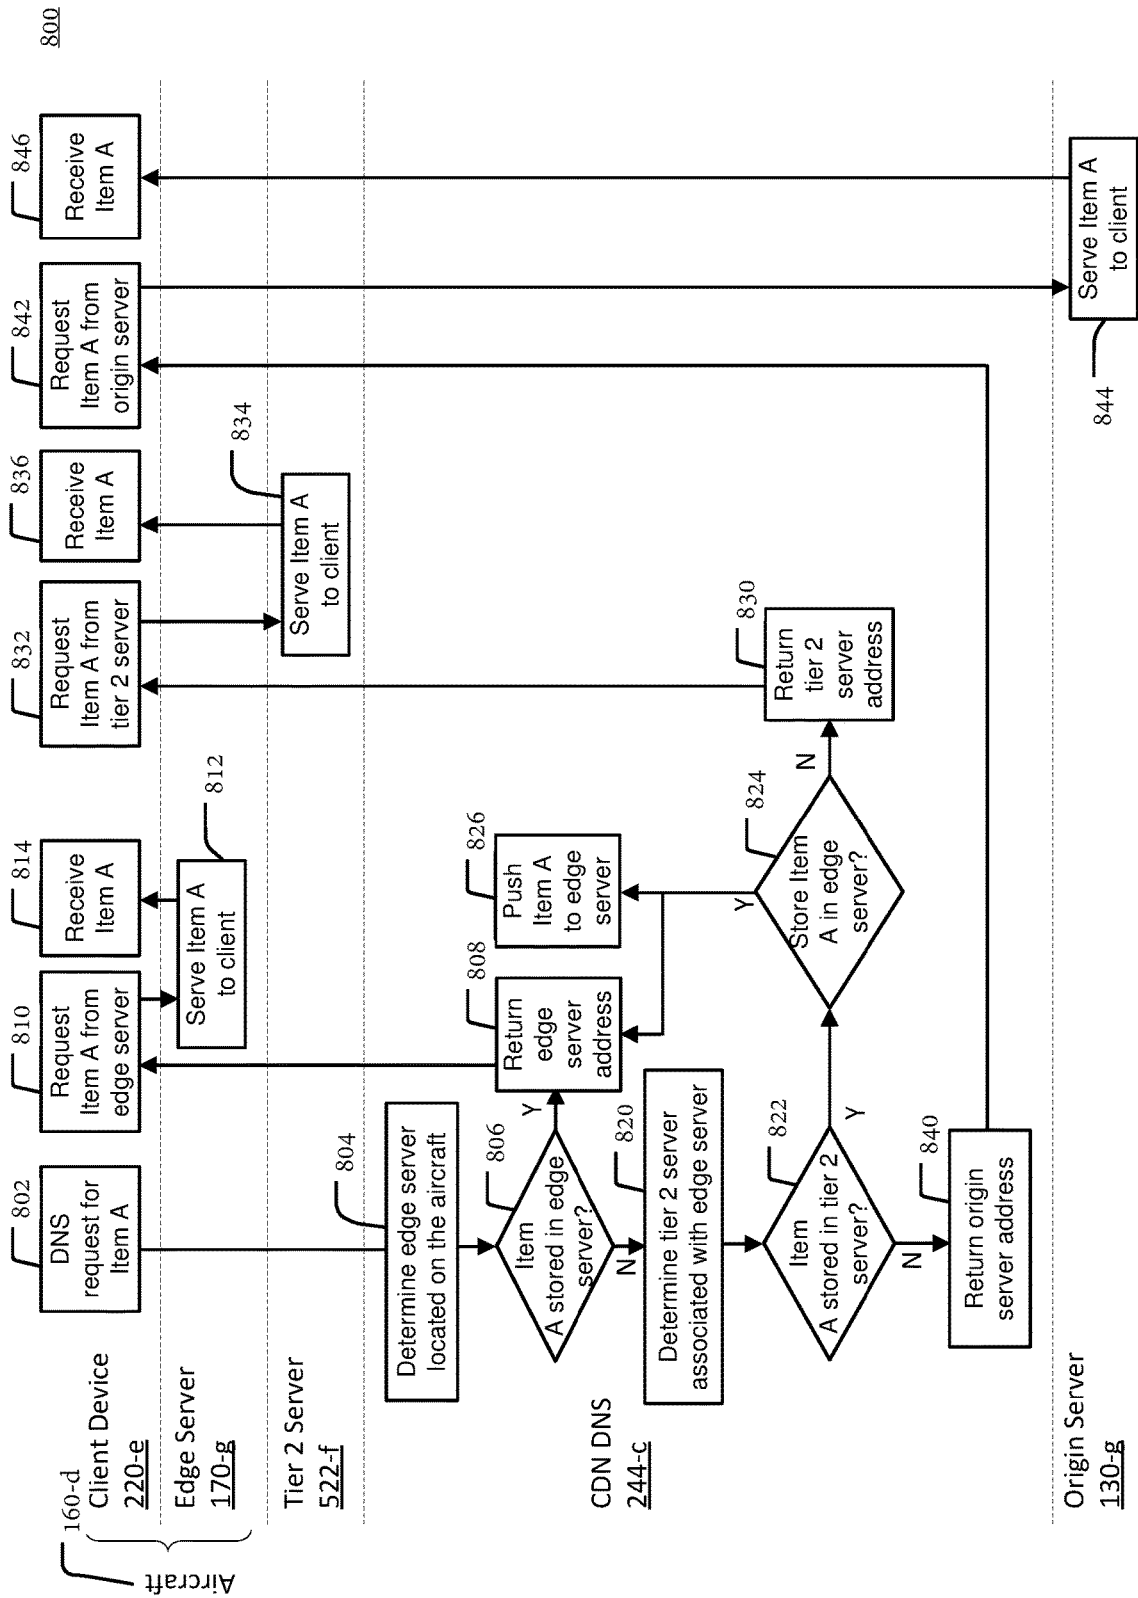 800
802
DNS
request for
Item A
810
Request
Item A from
edge server
814
Receive
Item A
832
Request
Item A from
tier 2 server
836
Receive
Item A
842
Request
Item A from
origin server
846
Receive
Item A
160-d
Aircraft
Client Device
220-e
Edge Server
170-g
Serve Item A
to client
812
Tier 2 Server
522-f
Serve Item A
to client
834
CDN DNS
244-c
804
Determine edge server
located on the aircraft
806
Item
A stored in edge
server?
Y
N
808
Return
edge
server
address
826
Push
Item A
to edge
server
820
Determine tier 2 server
associated with edge server
822
Item
A stored in tier 2
server?
Y
N
824
Store Item
A in edge
server?
Y
N
830
Return
tier 2
server
address
840
Return origin
server address
Origin Server
130-g
844
Serve Item A
to client